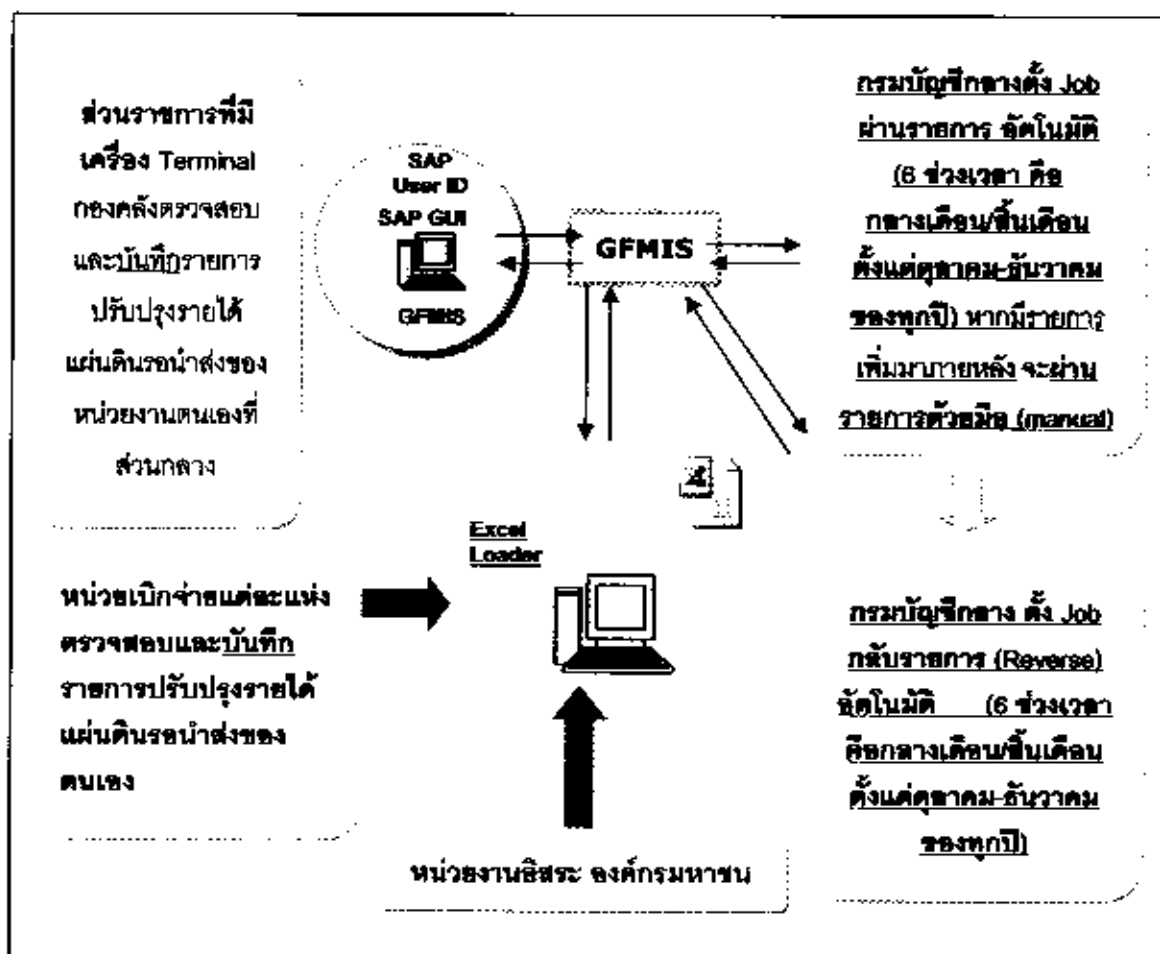 ส่วนราชการที่มี
เครื่อง Terminal
กองคลังตรวจสอบ
และบันทึกรายการ
ปรับปรุงรายได้
แผ่นดินรอนำส่งของ
หน่วยงานตนเองที่
ส่วนกลาง
SAP
User ID
SAP GUI
GFMIS
GFMIS
กรมบัญชีกลางตั้ง Job
ผ่านรายการ อัตโนมัติ
(6 ช่วงเวลา คือ
กลางเดือน/สิ้นเดือน
ตั้งแต่ตุลาคม-ธันวาคม
ของทุกปี) หากมีรายการ
เพิ่มมาภายหลัง จะผ่าน
รายการด้วยมือ (manual)
Excel
Loader
หน่วยเบิกจ่ายแต่ละแห่ง
ตรวจสอบและบันทึก
รายการปรับปรุงรายได้
แผ่นดินรอนำส่งของ
ตนเอง
กรมบัญชีกลาง ตั้ง Job
กลับรายการ (Reverse)
อัตโนมัติ (6 ช่วงเวลา
คือกลางเดือน/สิ้นเดือน
ตั้งแต่ตุลาคม-ธันวาคม
ของทุกปี)
หน่วยงานอิสระ องค์กรมหาชน